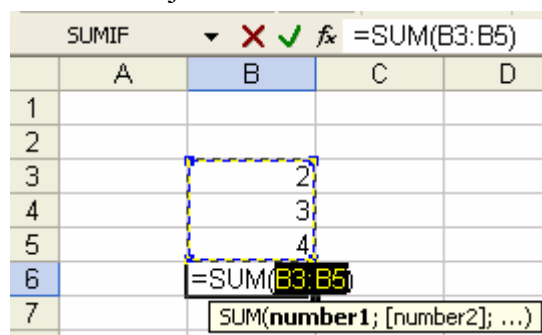 SUMIF fx =SUM(B3:B5)
A B C D
1
2
3 2
4 3
5 4
6 =SUM(B3:B5)
7 SUM(number1; [number2]; ...)